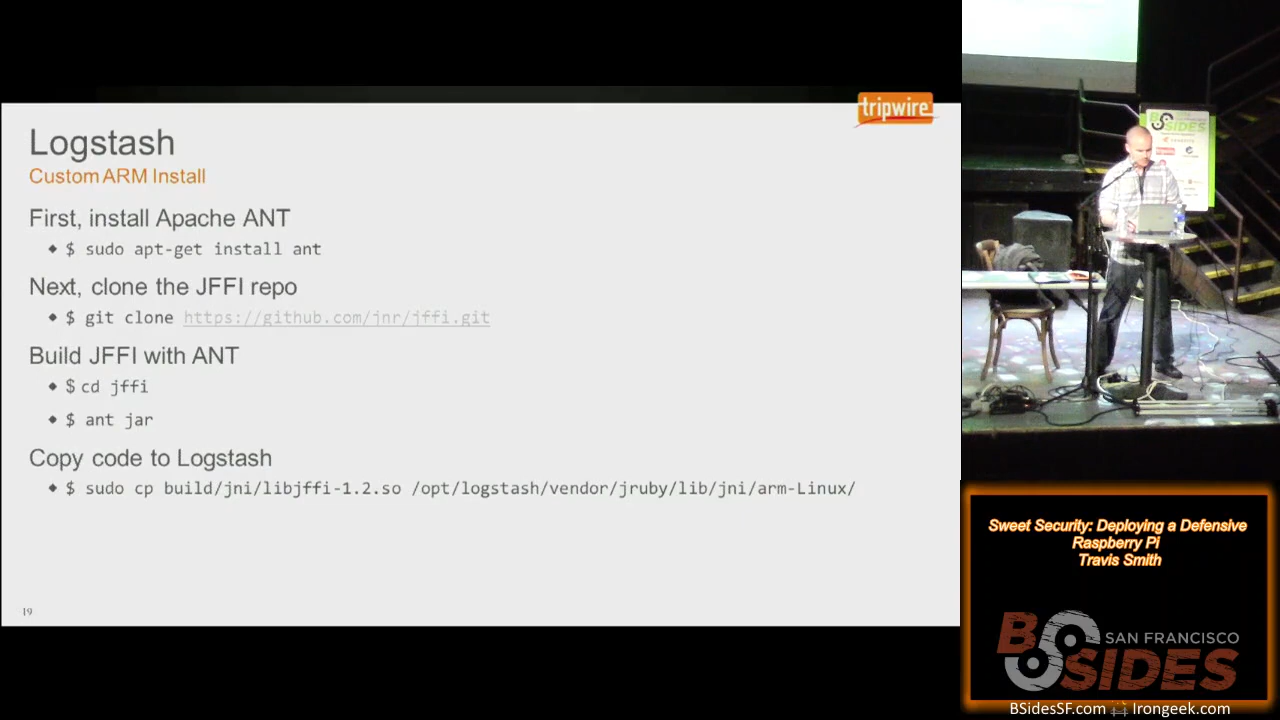 tripwire
Logstash
Custom ARM Install
First, install Apache ANT
$ sudo apt-get install ant
Next, clone the JFFI repo
$ git clone https://github.com/jnr/jffi.git
Build JFFI with ANT
$ cd jffi
$ ant jar
Copy code to Logstash
$ sudo cp build/jni/libjffi-1.2.so /opt/logstash/vendor/jruby/lib/jni/arm-Linux/
19
BSIDES
Sweet Security: Deploying a Defensive
Raspberry Pi
Travis Smith
BSIDES
SAN FRANCISCO
BSidesSF.com Irongeek.com